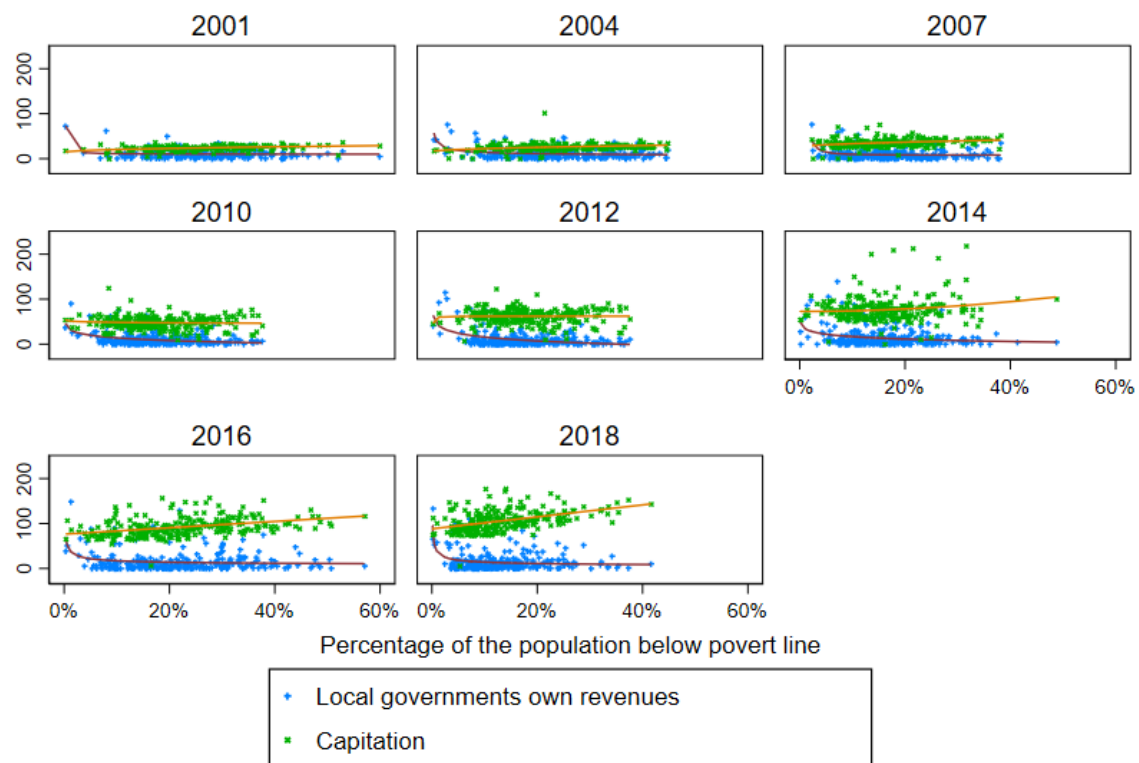 2001 2004 2007
200
100
0
2010 2012 2014
200
100
0
0% 20% 40% 60%
2016 2018
200
100
0
0% 20% 40% 60% 0% 20% 40% 60%
Percentage of the population below povert line
Local governments own revenues
Capitation